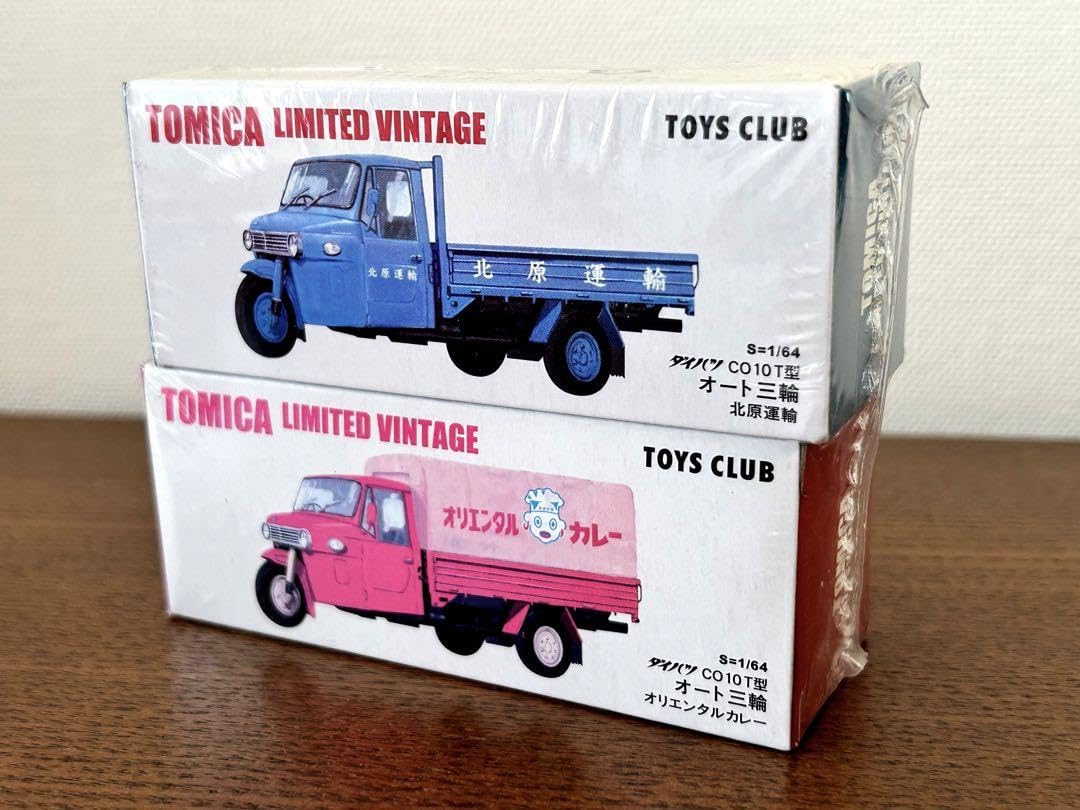 TOMICA LIMITED VINTAGE
TOYS CLUB
北原運輸
北原運輸
S=1/64
ダイハツ CO10T型
オート三輪
北原運輸
TOMICA LIMITED VINTAGE
TOYS CLUB
オリエンタル カレー
S=1/64
ダイハツ CO10T型
オート三輪
オリエンタルカレー